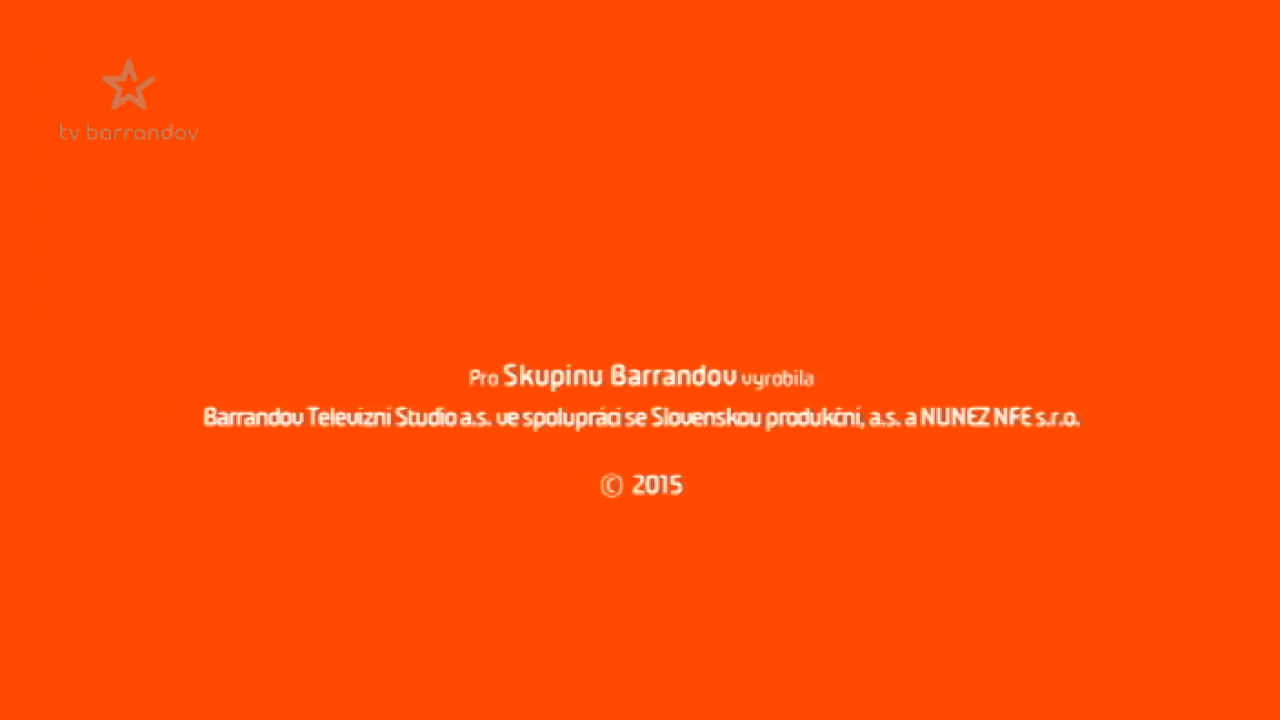 tv barrandov
Pro Skupinu Barrandov vyrobila
Barrandov Televizní Studio a.s. ve spolupráci se Slovenskou produkční, a.s. a NUNEZ NFE s.r.o.
© 2015